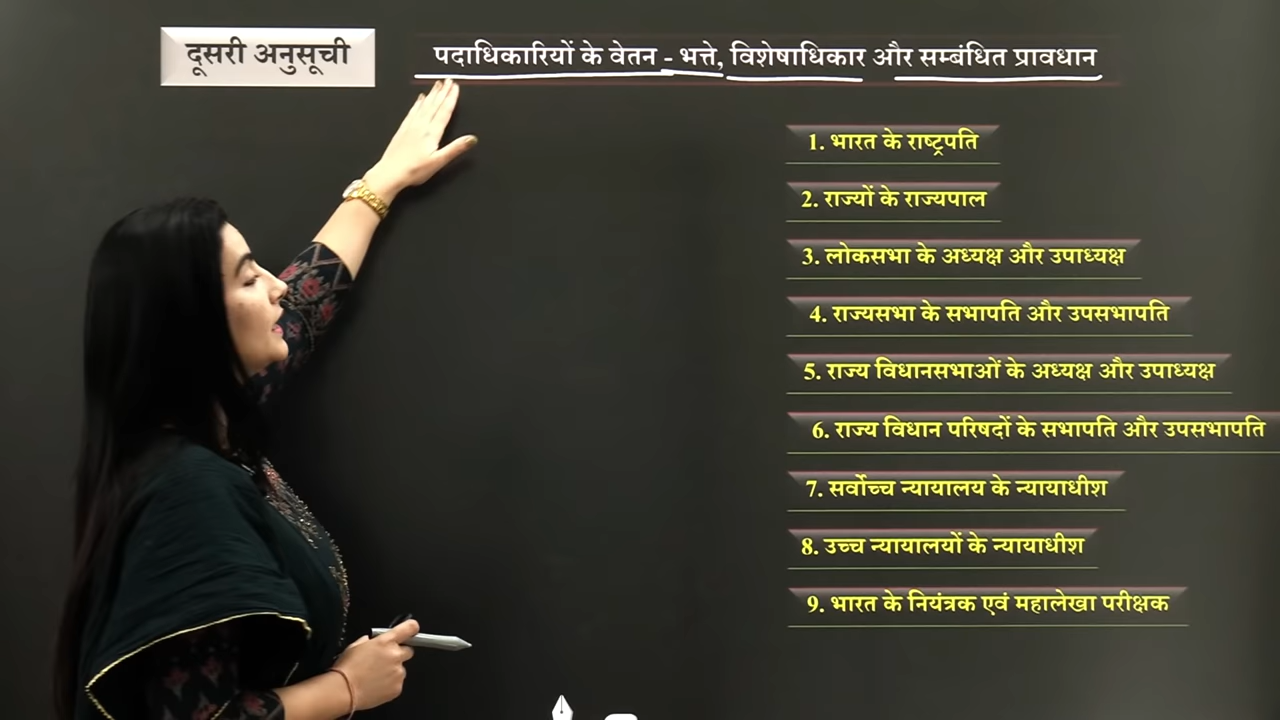 दूसरी अनुसूची
पदाधिकारियों के वेतन - भत्ते, विशेषाधिकार और सम्बंधित प्रावधान
1. भारत के राष्ट्रपति
2. राज्यों के राज्यपाल
3. लोकसभा के अध्यक्ष और उपाध्यक्ष
4. राज्यसभा के सभापति और उपसभापति
5. राज्य विधानसभाओं के अध्यक्ष और उपाध्यक्ष
6. राज्य विधान परिषदों के सभापति और उपसभापति
7. सर्वोच्च न्यायालय के न्यायाधीश
8. उच्च न्यायालयों के न्यायाधीश
9. भारत के नियंत्रक एवं महालेखा परीक्षक